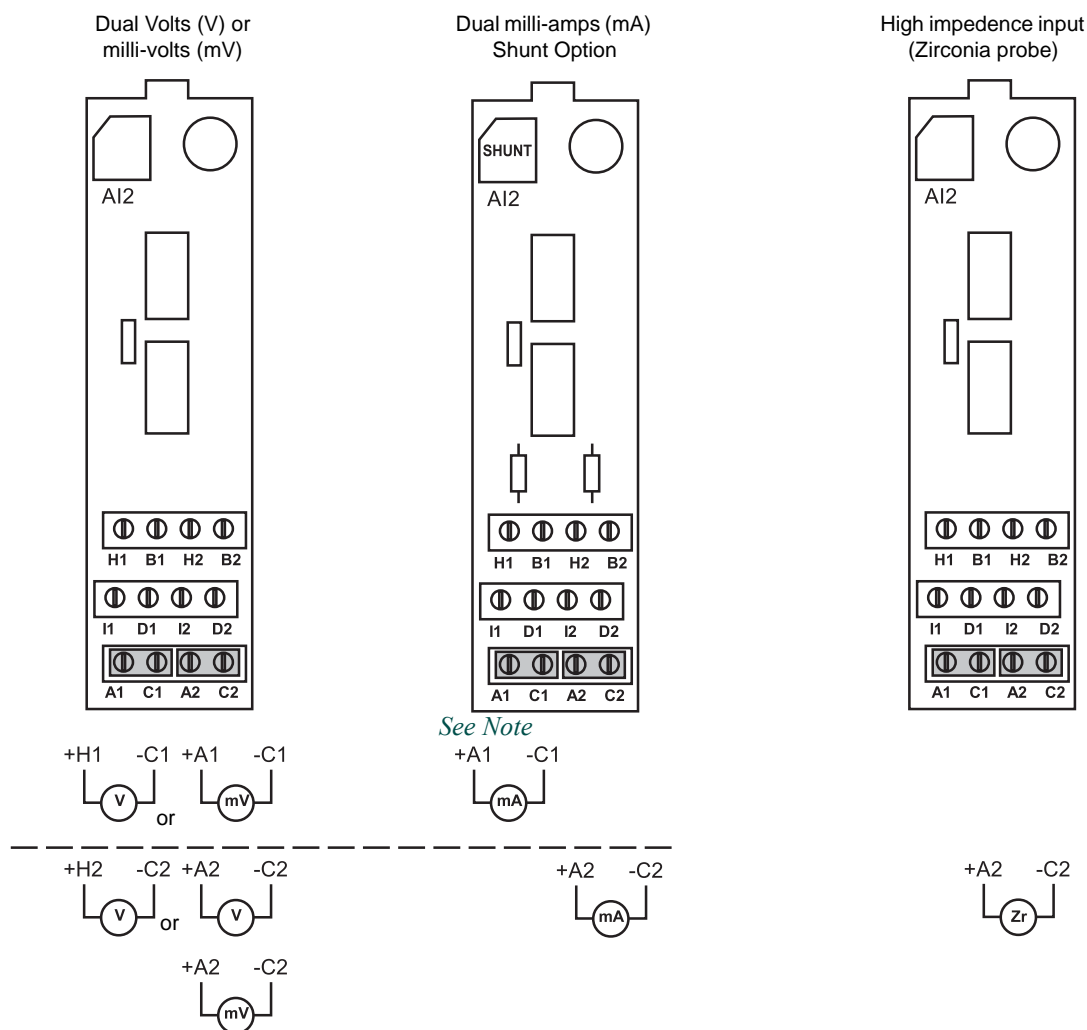 Dual Volts (V) or
milli-volts (mV)
Dual milli-amps (mA)
Shunt Option
High impedence input
(Zirconia probe)
AI2
SHUNT
AI2
AI2
H1 B1 H2 B2
I1 D1 I2 D2
A1 C1 A2 C2
H1 B1 H2 B2
I1 D1 I2 D2
A1 C1 A2 C2
H1 B1 H2 B2
I1 D1 I2 D2
A1 C1 A2 C2
See Note
+H1 -C1 +A1 -C1
V or mV
+A1 -C1
mA
+H2 -C2 +A2 -C2
V or V
+A2 -C2
mV
+A2 -C2
mA
+A2 -C2
Zr